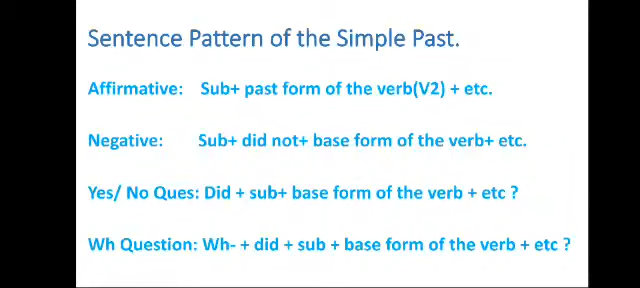 Sentence Pattern of the Simple Past.
Affirmative: Sub+ past form of the verb(V2) + etc.
Negative: Sub+ did not+ base form of the verb+ etc.
Yes/ No Ques: Did + sub+ base form of the verb + etc ?
Wh Question: Wh- + did + sub + base form of the verb + etc ?